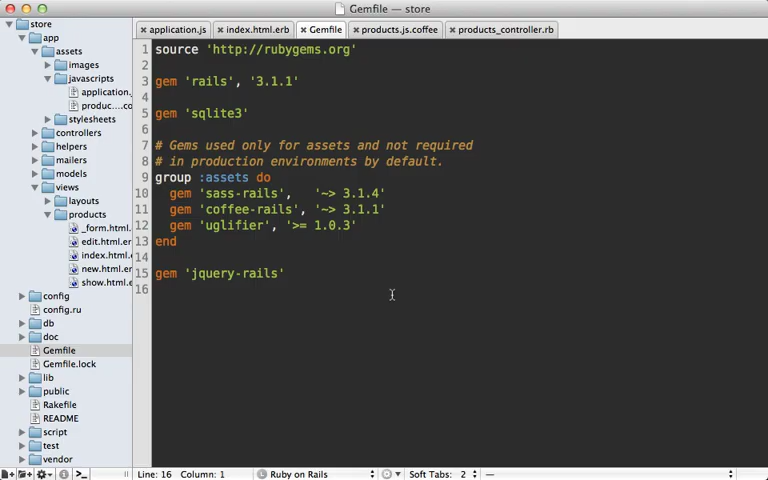 Gemfile — store
application.js
index.html.erb
Gemfile
products.js.coffee
products_controller.rb
store
app
assets
images
javascripts
application.
produc....co
stylesheets
controllers
helpers
mailers
models
views
layouts
products
_form.html.
edit.html.er
index.html.e
new.html.er
show.html.e
config
config.ru
db
doc
Gemfile
Gemfile.lock
lib
public
Rakefile
README
script
test
vendor
1 source 'http://rubygems.org'
2
3 gem 'rails', '3.1.1'
4
5 gem 'sqlite3'
6
7 # Gems used only for assets and not required
8 # in production environments by default.
9 group :assets do
10 gem 'sass-rails', '~> 3.1.4'
11 gem 'coffee-rails', '~> 3.1.1'
12 gem 'uglifier', '>= 1.0.3'
13 end
14
15 gem 'jquery-rails'
16
Line: 16 Column: 1 Ruby on Rails Soft Tabs: 2 —